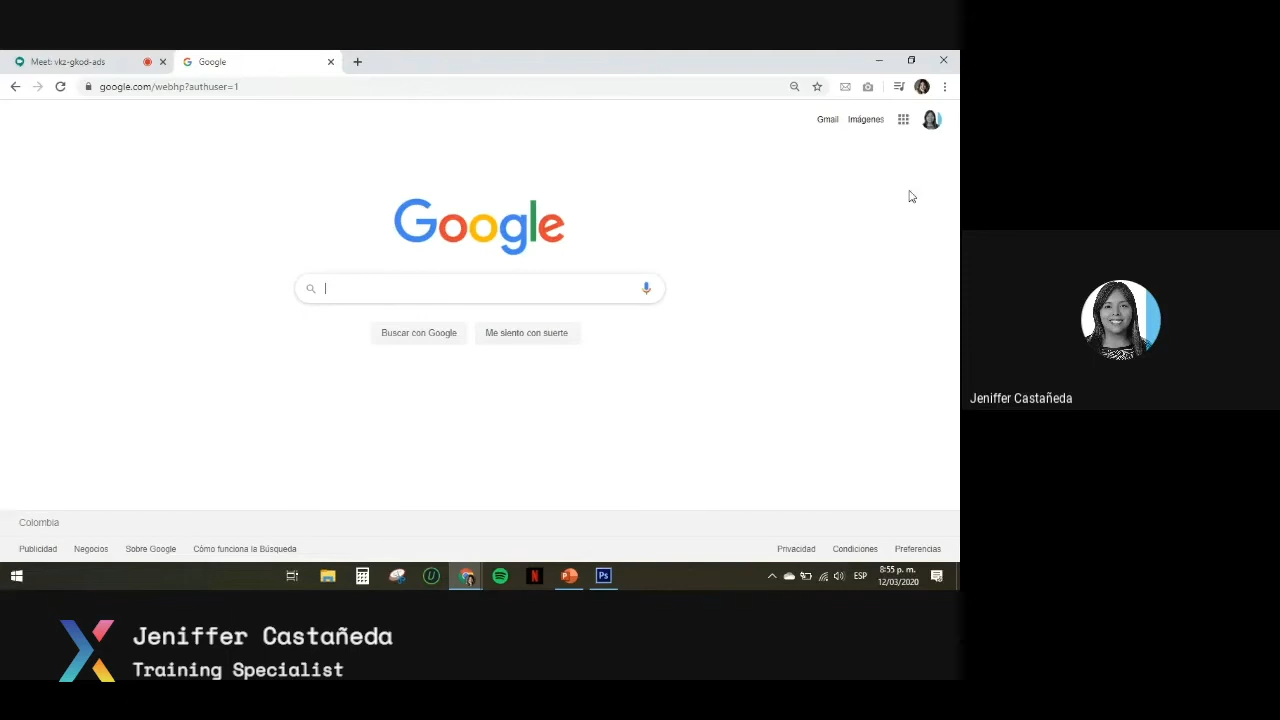 Meet: vkz-gkod-ads
Google
google.com/webhp?authuser=1
Gmail Imágenes
Google
Buscar con Google Me siento con suerte
Jeniffer Castañeda
Colombia
Publicidad Negocios Sobre Google Cómo funciona la Búsqueda
Privacidad Condiciones Preferencias
ESP
8:55 p. m.
12/03/2020
Jeniffer Castañeda
Training Specialist